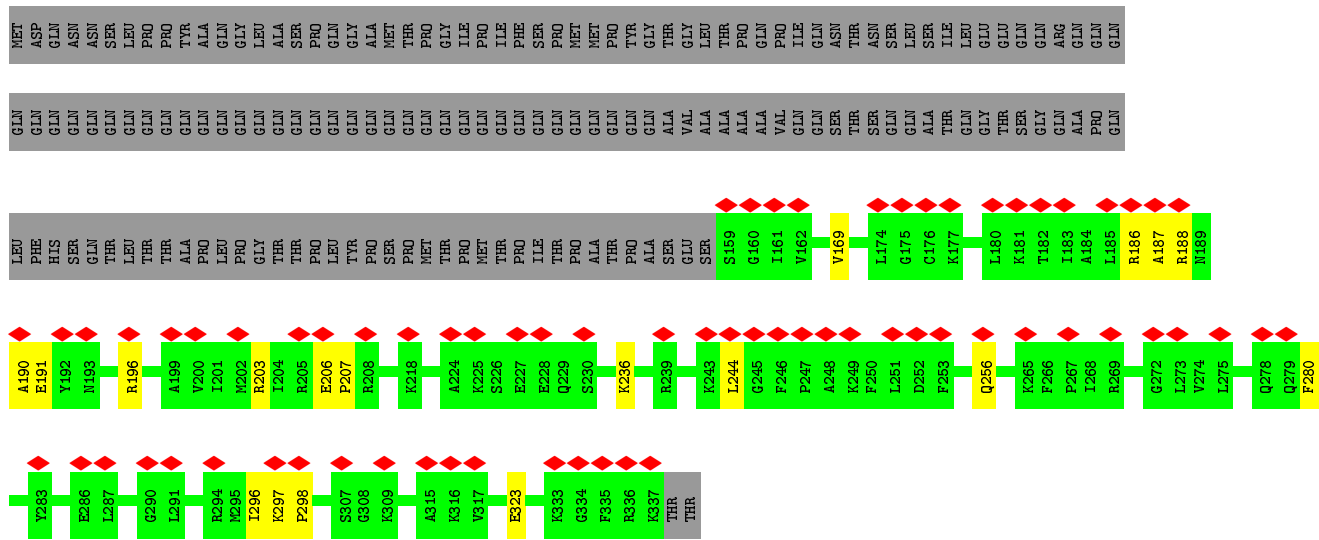 MET ASP GLN ASN ASN SER LEU PRO PRO TYR ALA GLN GLY LEU ALA SER PRO GLN GLY ALA MET THR PRO GLY ILE PRO ILE PHE SER PRO MET MET PRO TYR GLY THR GLY LEU THR PRO GLN PRO ILE GLN ASN THR ASN SER LEU SER ILE LEU GLU GLU GLN GLN ARG GLN GLN GLN
GLN GLN GLN GLN GLN GLN GLN GLN GLN GLN GLN GLN GLN GLN GLN GLN GLN GLN GLN GLN GLN GLN GLN GLN GLN GLN GLN GLN GLN GLN GLN GLN GLN GLN GLN ALA VAL ALA ALA ALA ALA VAL GLN GLN SER THR SER GLN GLN ALA THR GLN GLY THR SER GLY GLN ALA PRO GLN
LEU PHE HIS SER GLN THR LEU THR THR ALA PRO LEU PRO GLY THR THR PRO LEU TYR PRO SER PRO MET THR PRO MET THR PRO ILE THR PRO ALA THR PRO ALA SER GLU SER S159 G160 I161 V162 V169 L174 G175 C176 K177 L180 K181 T182 I183 A184 L185 R186 A187 R188 N189
A190 E191 Y192 N193 R196 A199 V200 I201 M202 R203 I204 R205 E206 P207 R208 K218 A224 K225 S226 E227 E228 Q229 S230 K236 R239 K243 L244 G245 F246 P247 A248 K249 F250 L251 D252 F253 Q256 K265 F266 P267 I268 R269 G272 L273 V274 L275 Q278 Q279 F280
Y283 E286 L287 G290 L291 R294 M295 I296 K297 P298 S307 G308 K309 A315 K316 V317 E323 K333 G334 F335 R336 K337 THR THR